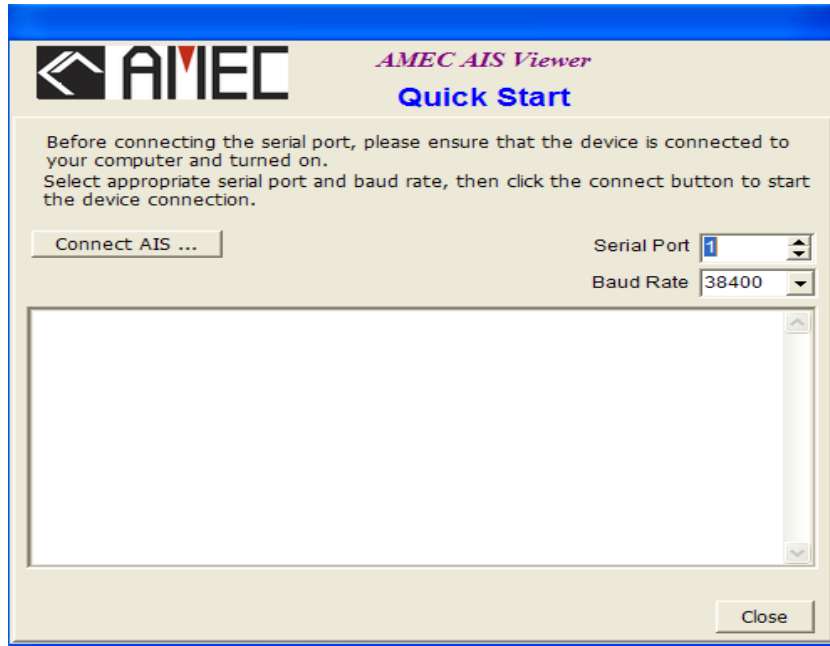 AMEC
AMEC AIS Viewer
Quick Start
Before connecting the serial port, please ensure that the device is connected to
your computer and turned on.
Select appropriate serial port and baud rate, then click the connect button to start
the device connection.
Connect AIS ...
Serial Port 1
Baud Rate 38400
Close